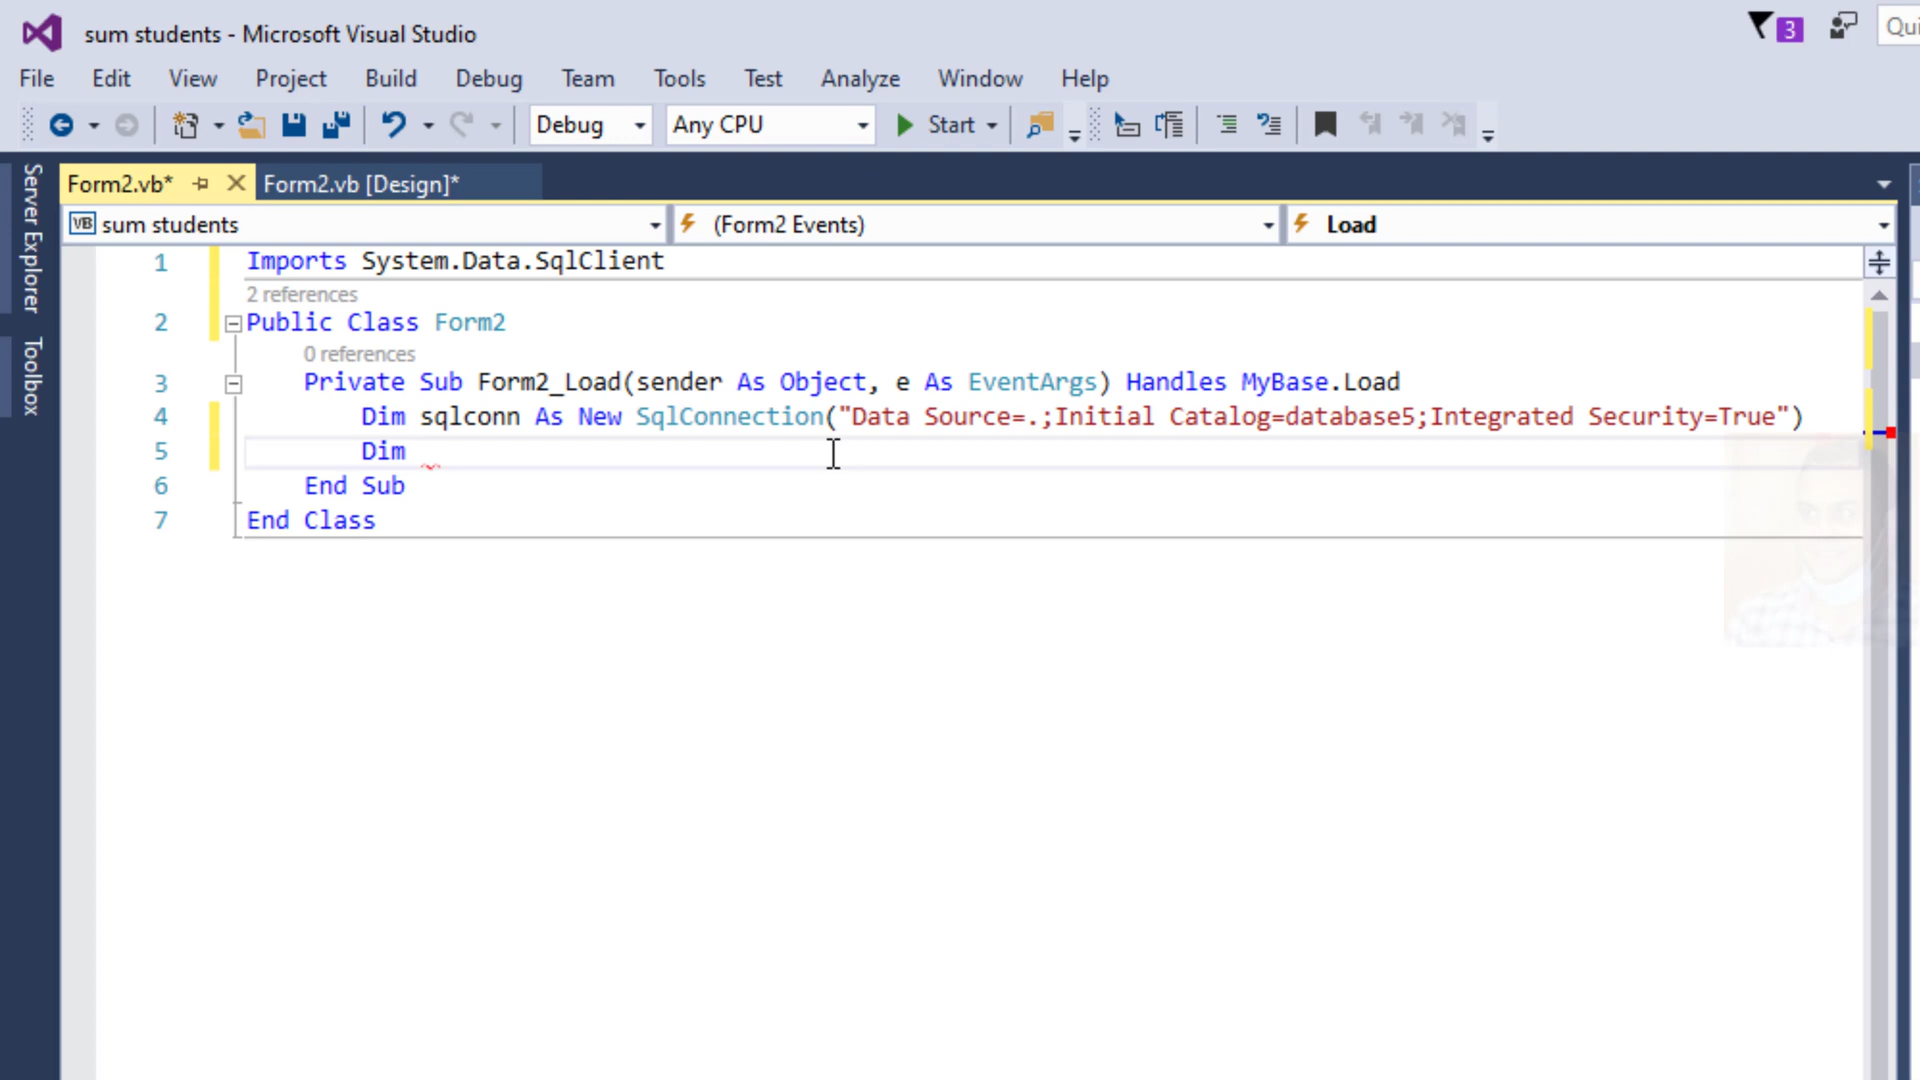 sum students - Microsoft Visual Studio
3
Qui
File Edit View Project Build Debug Team Tools Test Analyze Window Help
Debug Any CPU Start
Form2.vb* Form2.vb [Design]*
VB sum students (Form2 Events) Load
Server Explorer
Toolbox
1 Imports System.Data.SqlClient
2 references
2 Public Class Form2
0 references
3 Private Sub Form2_Load(sender As Object, e As EventArgs) Handles MyBase.Load
4 Dim sqlconn As New SqlConnection("Data Source=.;Initial Catalog=database5;Integrated Security=True")
5 Dim
6 End Sub
7 End Class